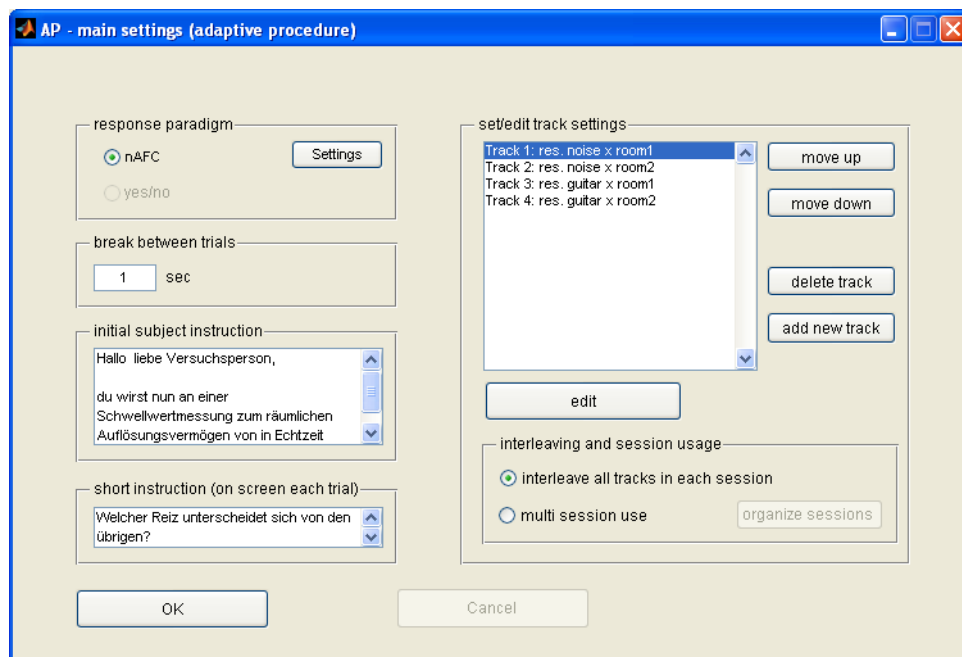 AP - main settings (adaptive procedure)
response paradigm
nAFC
Settings
yes/no
break between trials
1 sec
initial subject instruction
Hallo liebe Versuchsperson,
du wirst nun an einer
Schwellwertmessung zum räumlichen
Auflösungsvermögen von in Echtzeit
short instruction (on screen each trial)
Welcher Reiz unterscheidet sich von den
übrigen?
set/edit track settings
Track 1: res. noise x room1
Track 2: res. noise x room2
Track 3: res. guitar x room1
Track 4: res. guitar x room2
move up
move down
delete track
add new track
edit
interleaving and session usage
interleave all tracks in each session
multi session use
organize sessions
OK
Cancel